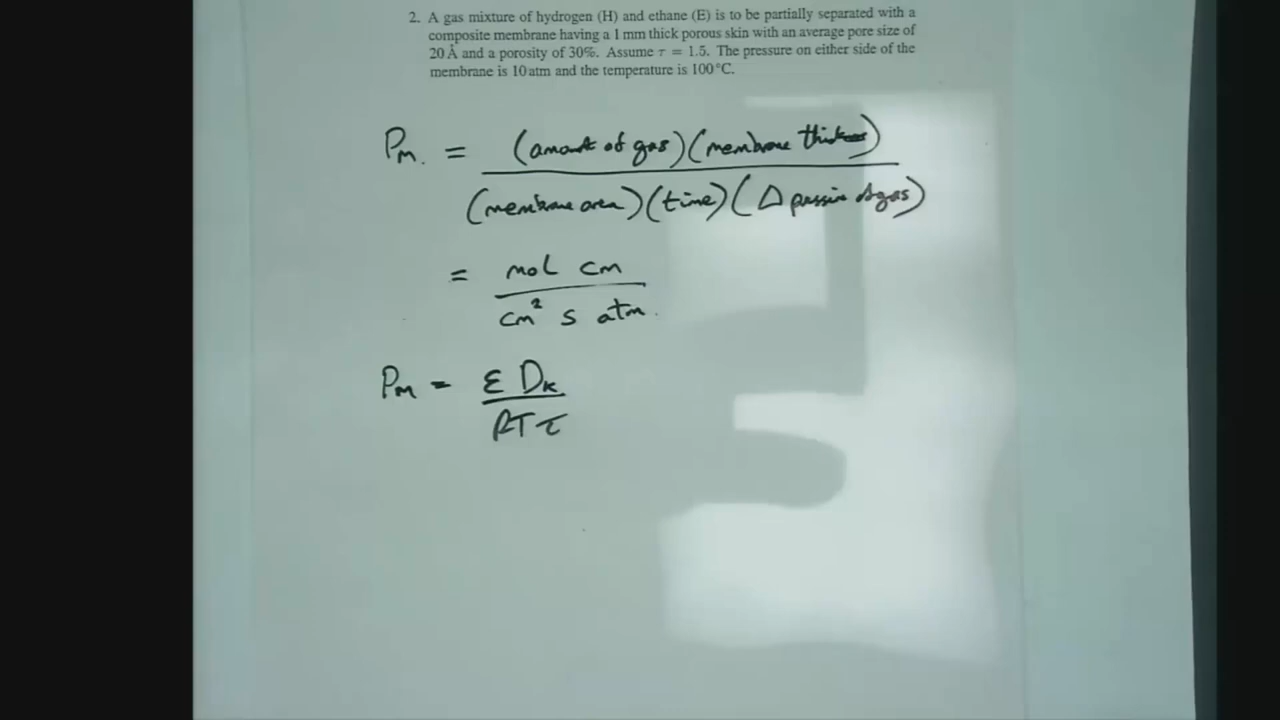 2. A gas mixture of hydrogen (H) and ethane (E) is to be partially separated with a
composite membrane having a 1 mm thick porous skin with an average pore size of
20 Å and a porosity of 30%. Assume τ = 1.5. The pressure on either side of the
membrane is 10 atm and the temperature is 100 °C.
PM. = (amount of gas)(membrane thickness)
(membrane area)(time)(Δ pressure of gas)
= mol cm
cm² s atm.
PM = ε DK
RTτ